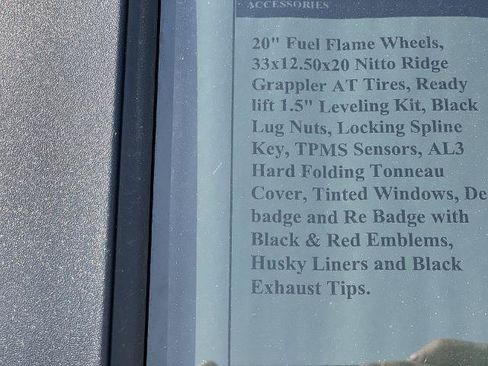 ACCESSORIES
20" Fuel Flame Wheels,
33x12.50x20 Nitto Ridge
Grappler AT Tires, Ready
lift 1.5" Leveling Kit, Black
Lug Nuts, Locking Spline
Key, TPMS Sensors, AL3
Hard Folding Tonneau
Cover, Tinted Windows, De
badge and Re Badge with
Black & Red Emblems,
Husky Liners and Black
Exhaust Tips.